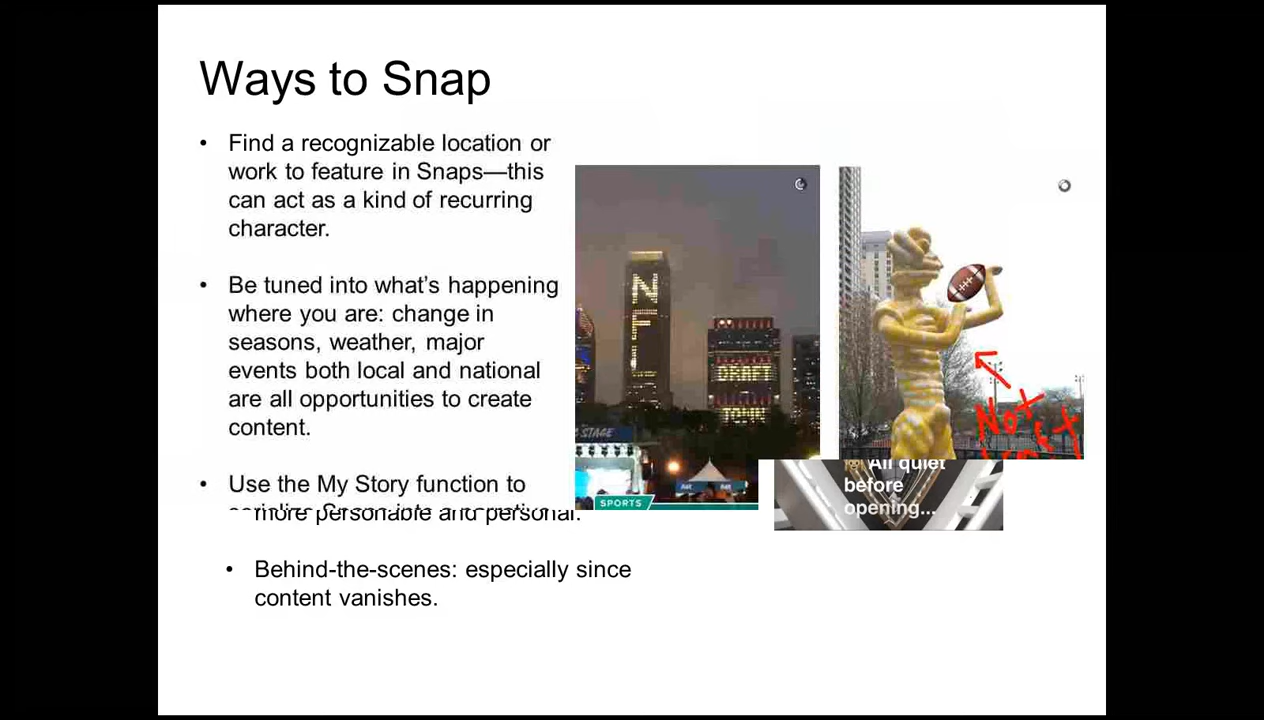 Ways to Snap
• Find a recognizable location or
work to feature in Snaps—this
can act as a kind of recurring
character.
• Be tuned into what's happening
where you are: change in
seasons, weather, major
events both local and national
are all opportunities to create
content.
• Use the My Story function to
more personable and personal.
• Behind-the-scenes: especially since
content vanishes.
NFL
DRAFT
TOWN
STAGE
SPORTS
Not
All quiet
before
opening...